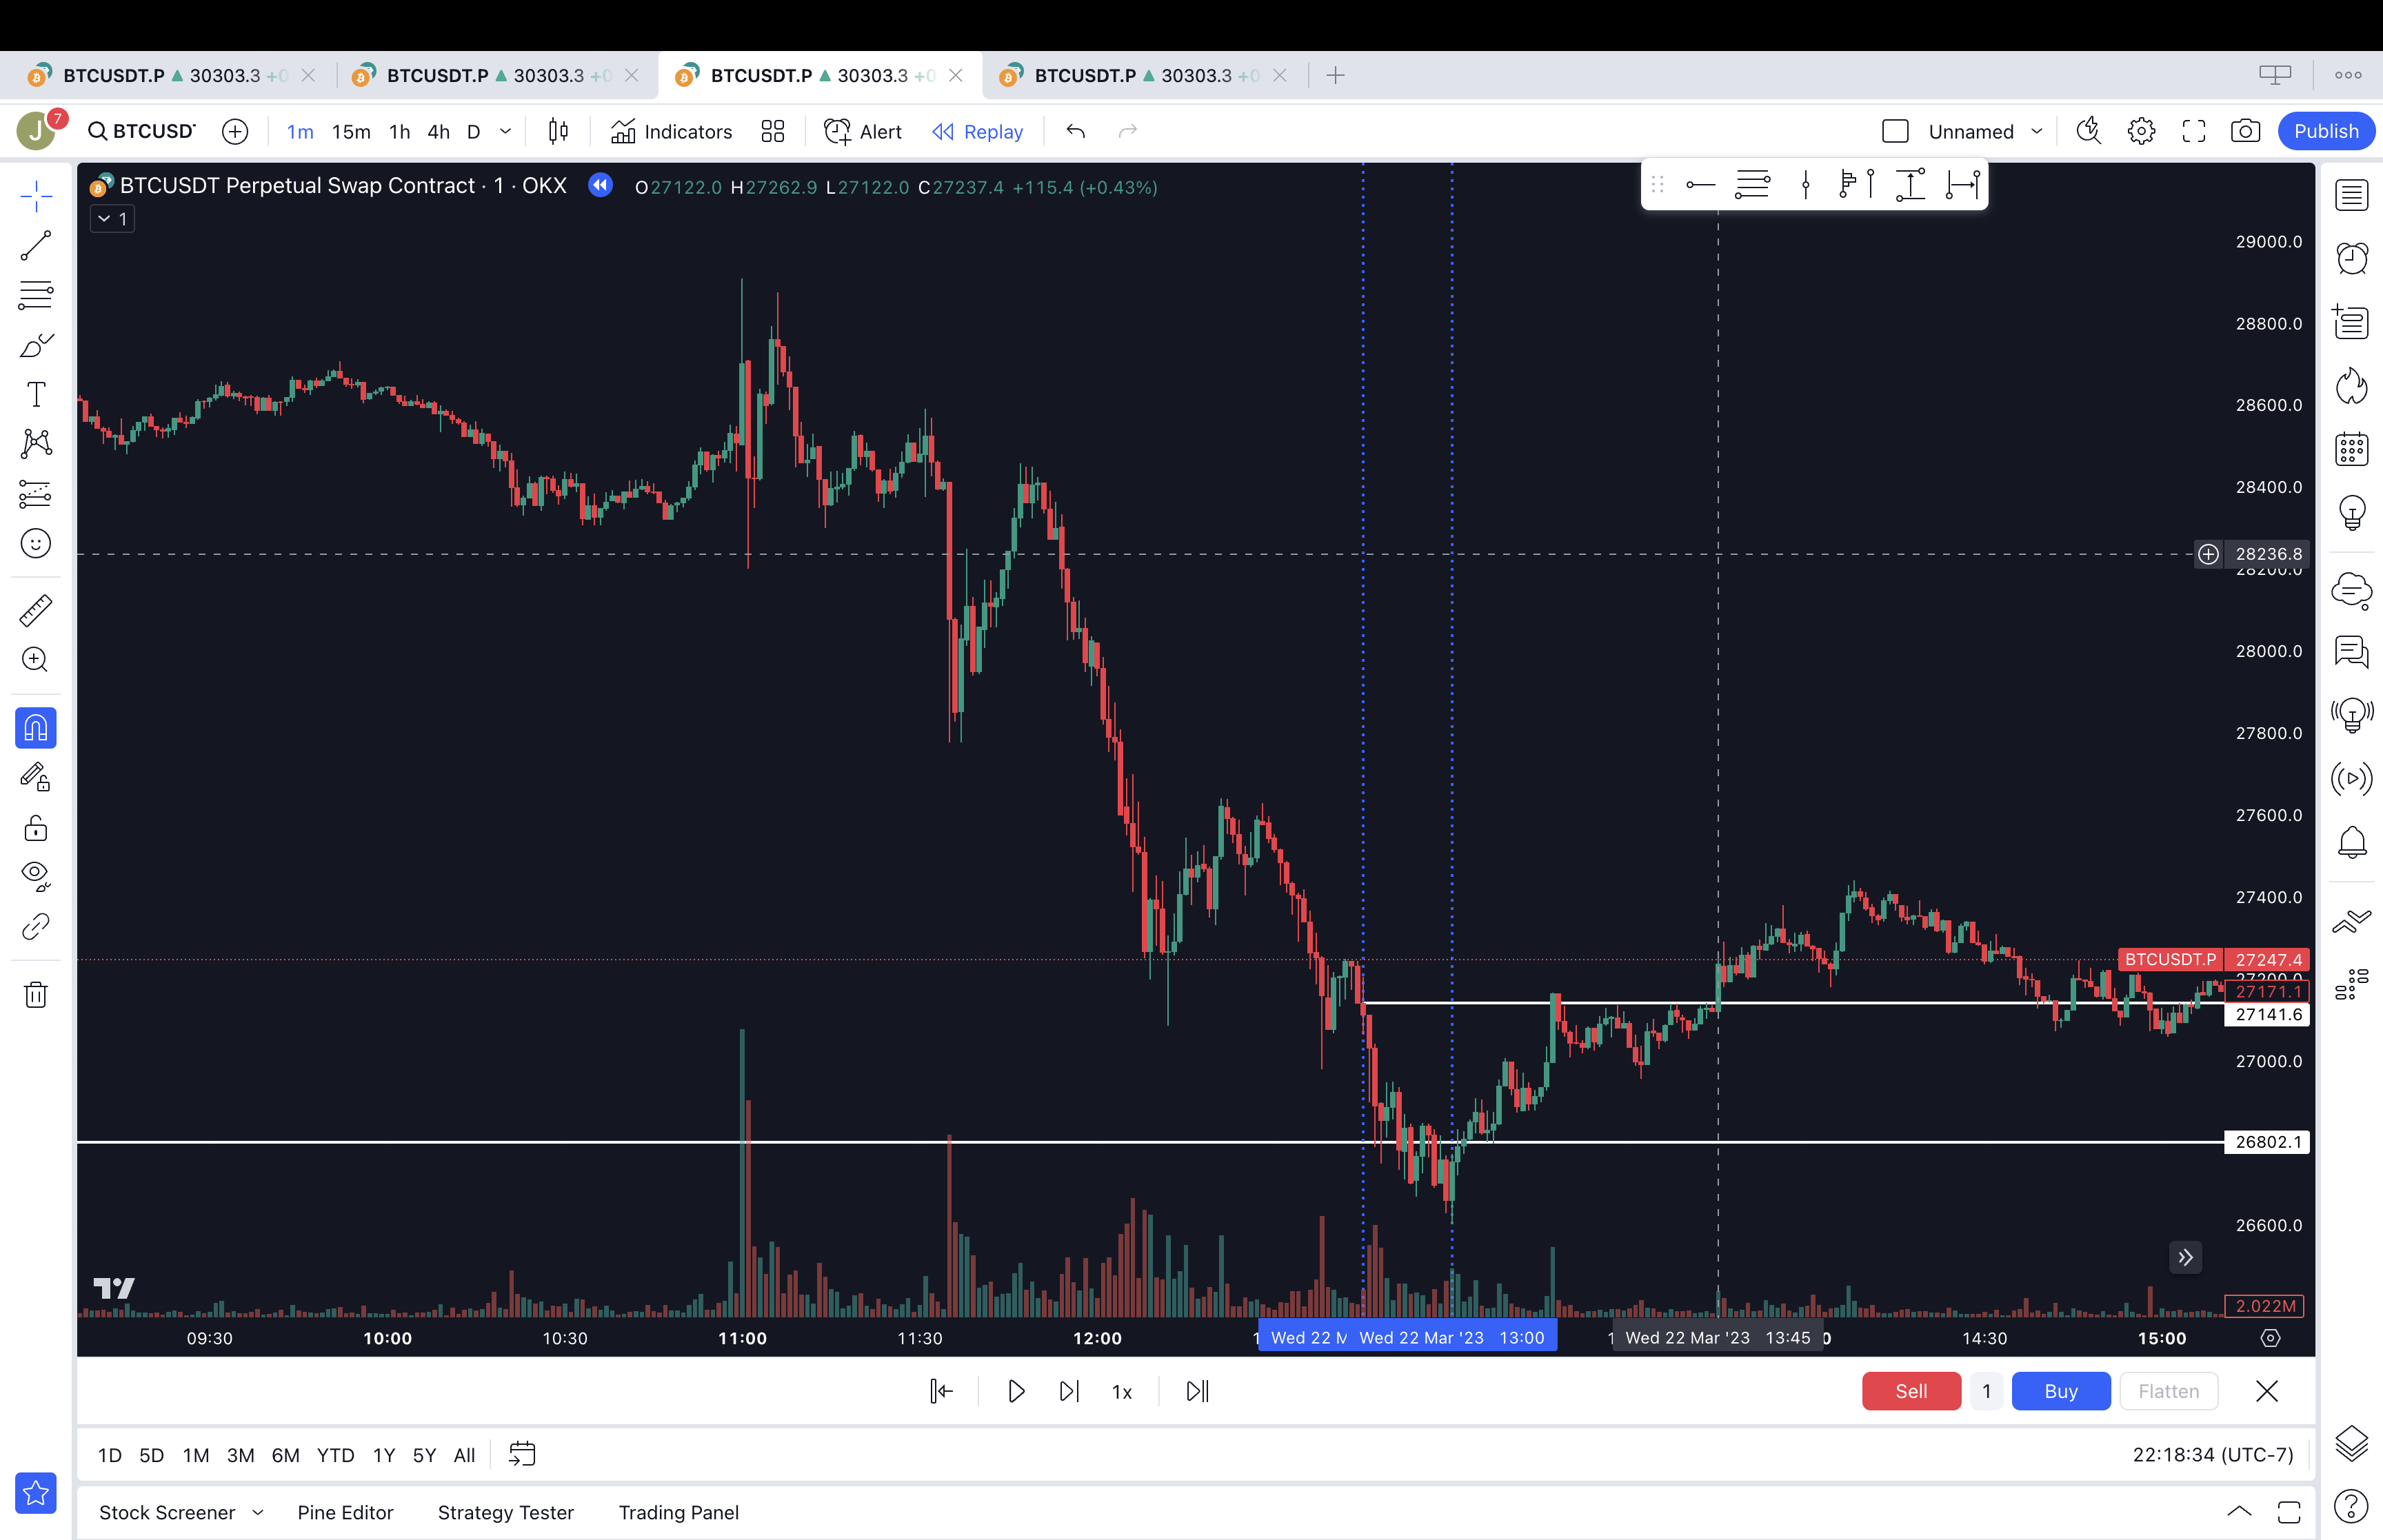 BTCUSDT.P ▲ 30303.3 +0 BTCUSDT.P ▲ 30303.3 +0 BTCUSDT.P ▲ 30303.3 +0 BTCUSDT.P ▲ 30303.3 +0
J 7 BTCUSD 1m 15m 1h 4h D Indicators Alert Replay Unnamed Publish
BTCUSDT Perpetual Swap Contract · 1 · OKX O27122.0 H27262.9 L27122.0 C27237.4 +115.4 (+0.43%)
1
29000.0
28800.0
28600.0
28400.0
28236.8
28200.0
28000.0
27800.0
27600.0
27400.0
BTCUSDT.P 27247.4
27200.0
27171.1
27141.6
27000.0
26802.1
26600.0
2.022M
09:30 10:00 10:30 11:00 11:30 12:00 Wed 22 M Wed 22 Mar '23 13:00 Wed 22 Mar '23 13:45 14:30 15:00
1x Sell 1 Buy Flatten
1D 5D 1M 3M 6M YTD 1Y 5Y All 22:18:34 (UTC-7)
Stock Screener Pine Editor Strategy Tester Trading Panel